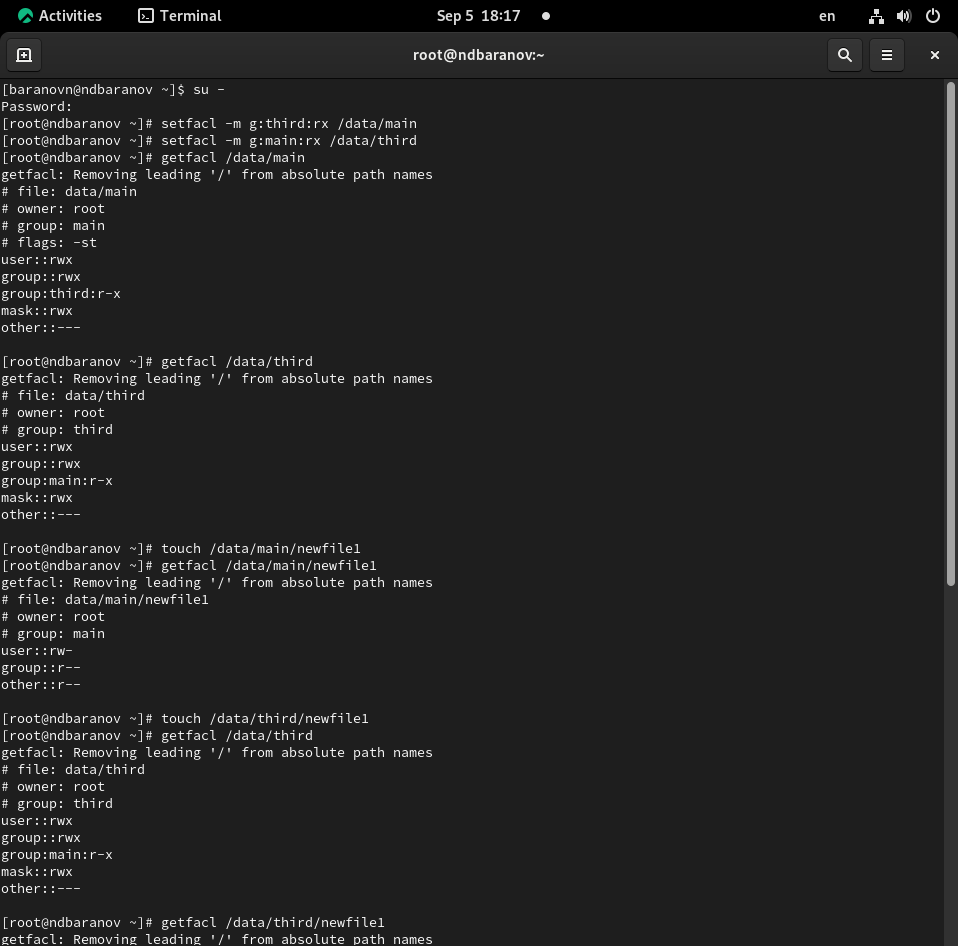 Activities Terminal Sep 5 18:17 en
root@ndbaranov:~
[baranovn@ndbaranov ~]$ su -
Password:
[root@ndbaranov ~]# setfacl -m g:third:rx /data/main
[root@ndbaranov ~]# setfacl -m g:main:rx /data/third
[root@ndbaranov ~]# getfacl /data/main
getfacl: Removing leading '/' from absolute path names
# file: data/main
# owner: root
# group: main
# flags: -st
user::rwx
group::rwx
group:third:r-x
mask::rwx
other::---
[root@ndbaranov ~]# getfacl /data/third
getfacl: Removing leading '/' from absolute path names
# file: data/third
# owner: root
# group: third
user::rwx
group::rwx
group:main:r-x
mask::rwx
other::---
[root@ndbaranov ~]# touch /data/main/newfile1
[root@ndbaranov ~]# getfacl /data/main/newfile1
getfacl: Removing leading '/' from absolute path names
# file: data/main/newfile1
# owner: root
# group: main
user::rw-
group::r--
other::r--
[root@ndbaranov ~]# touch /data/third/newfile1
[root@ndbaranov ~]# getfacl /data/third
getfacl: Removing leading '/' from absolute path names
# file: data/third
# owner: root
# group: third
user::rwx
group::rwx
group:main:r-x
mask::rwx
other::---
[root@ndbaranov ~]# getfacl /data/third/newfile1
getfacl: Removing leading '/' from absolute path names